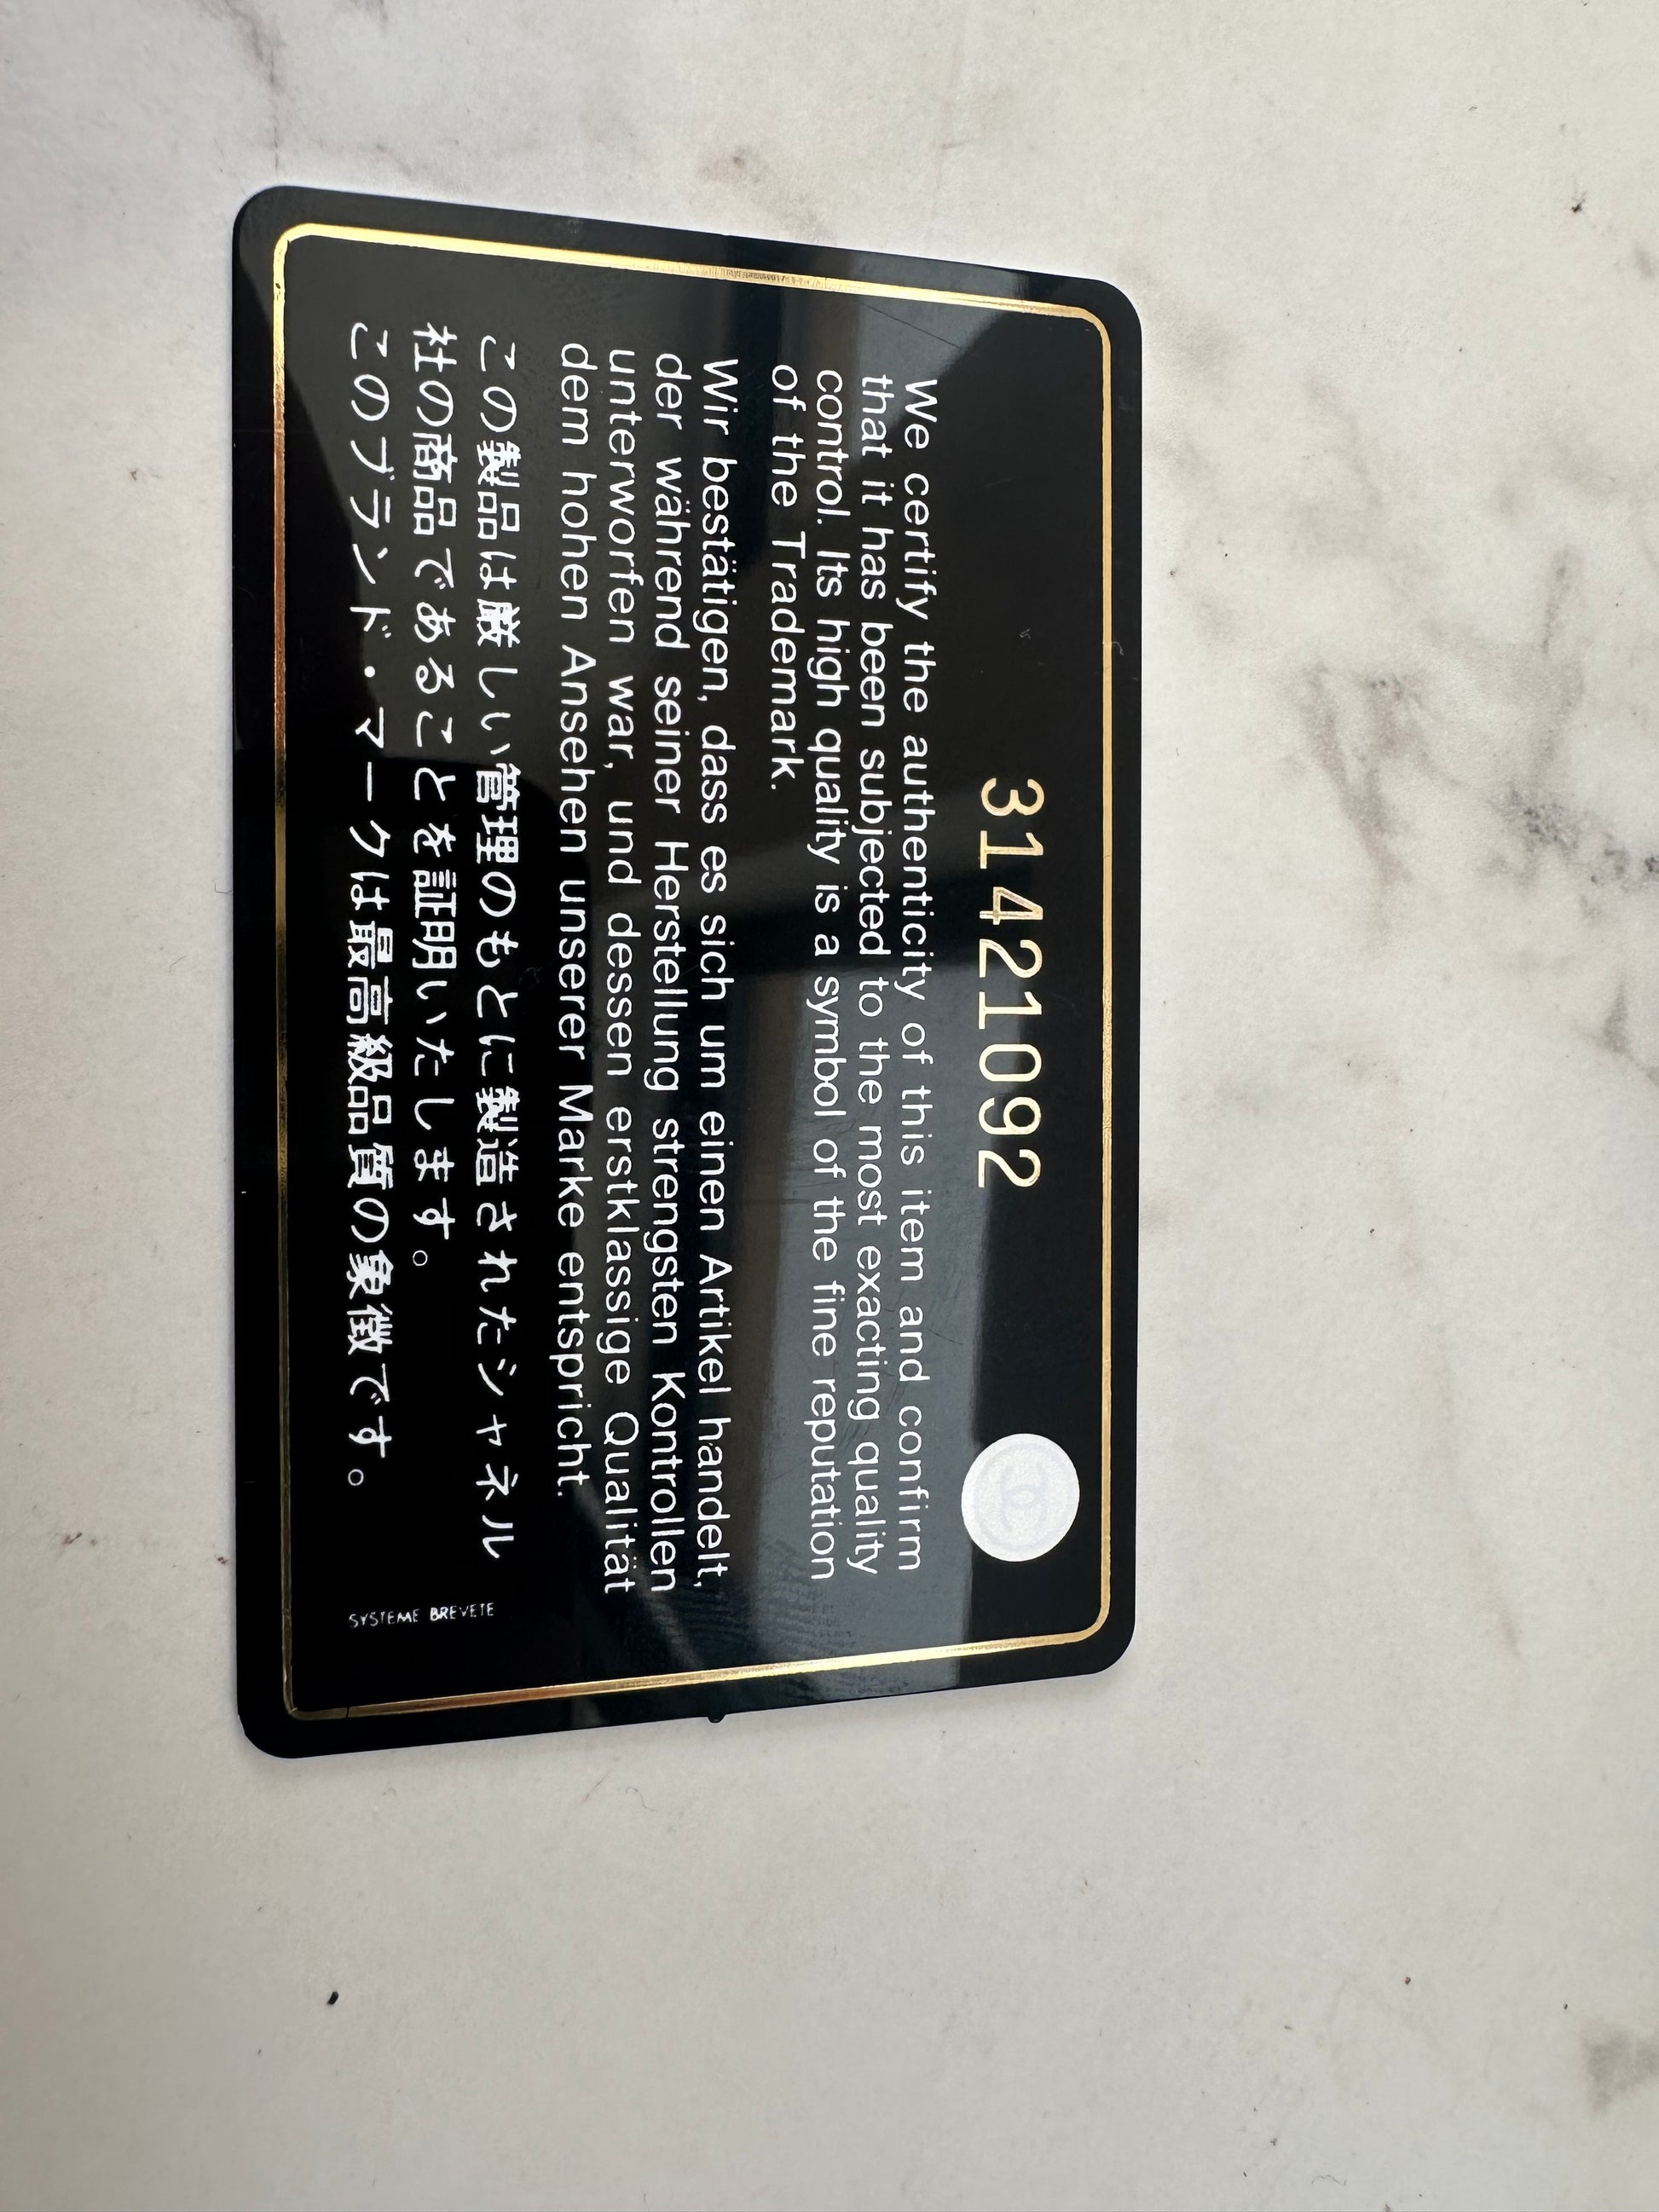 31421092
We certify the authenticity of this item and confirm
that it has been subjected to the most exacting quality
control. Its high quality is a symbol of the fine reputation
of the Trademark.
Wir bestätigen, dass es sich um einen Artikel handelt,
der während seiner Herstellung strengsten Kontrollen
unterworfen war, und dessen erstklassige Qualität
dem hohen Ansehen unserer Marke entspricht.
この製品は厳しい管理のもとに製造されたシャネル
社の商品であることを証明いたします。
このブランド・マークは最高級品質の象徴です。
SYSTEME BREVETE